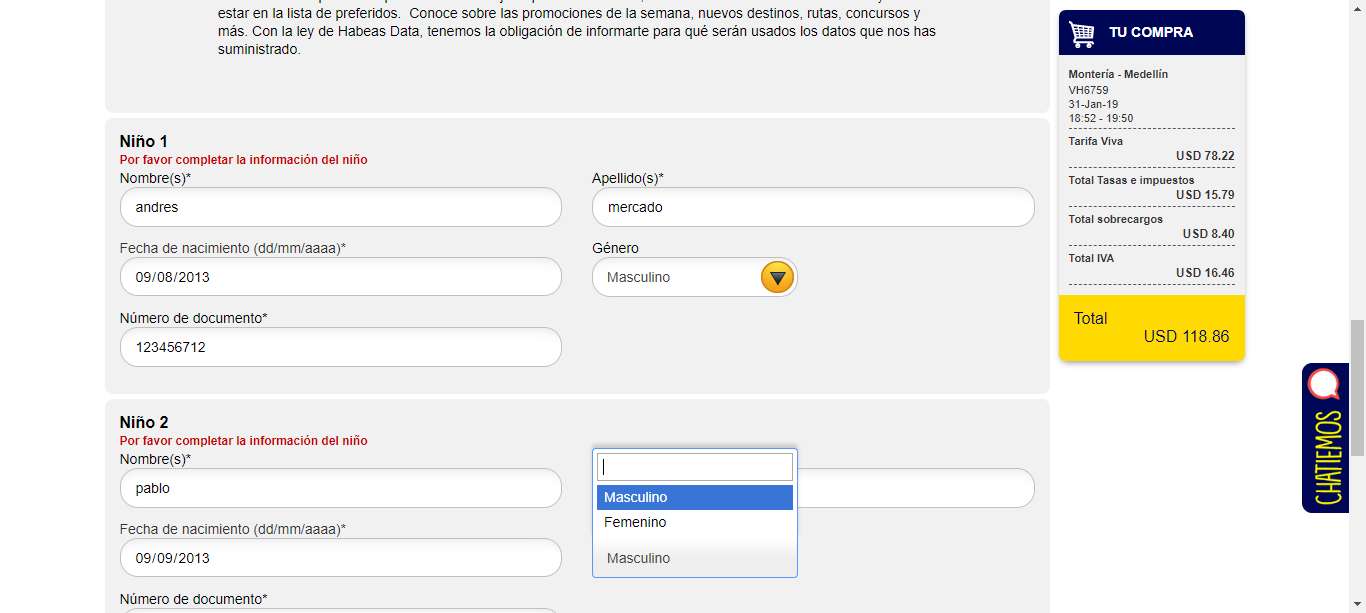 estar en la lista de preferidos.  Conoce sobre las promociones de la semana, nuevos destinos, rutas, concursos y
más. Con la ley de Habeas Data, tenemos la obligación de informarte para qué serán usados los datos que nos has
suministrado.
Niño 1
Por favor completar la información del niño
Nombre(s)*
Apellido(s)*
andres
mercado
Fecha de nacimiento (dd/mm/aaaa)*
Género
09/08/2013
Masculino
Número de documento*
123456712
Niño 2
Por favor completar la información del niño
Nombre(s)*
pablo
Masculino
Femenino
Fecha de nacimiento (dd/mm/aaaa)*
09/09/2013
Masculino
Número de documento*
TU COMPRA
Montería - Medellín
VH6759
31-Jan-19
18:52 - 19:50
Tarifa Viva
USD 78.22
Total Tasas e impuestos
USD 15.79
Total sobrecargos
USD 8.40
Total IVA
USD 16.46
Total
USD 118.86
CHATIEMOS